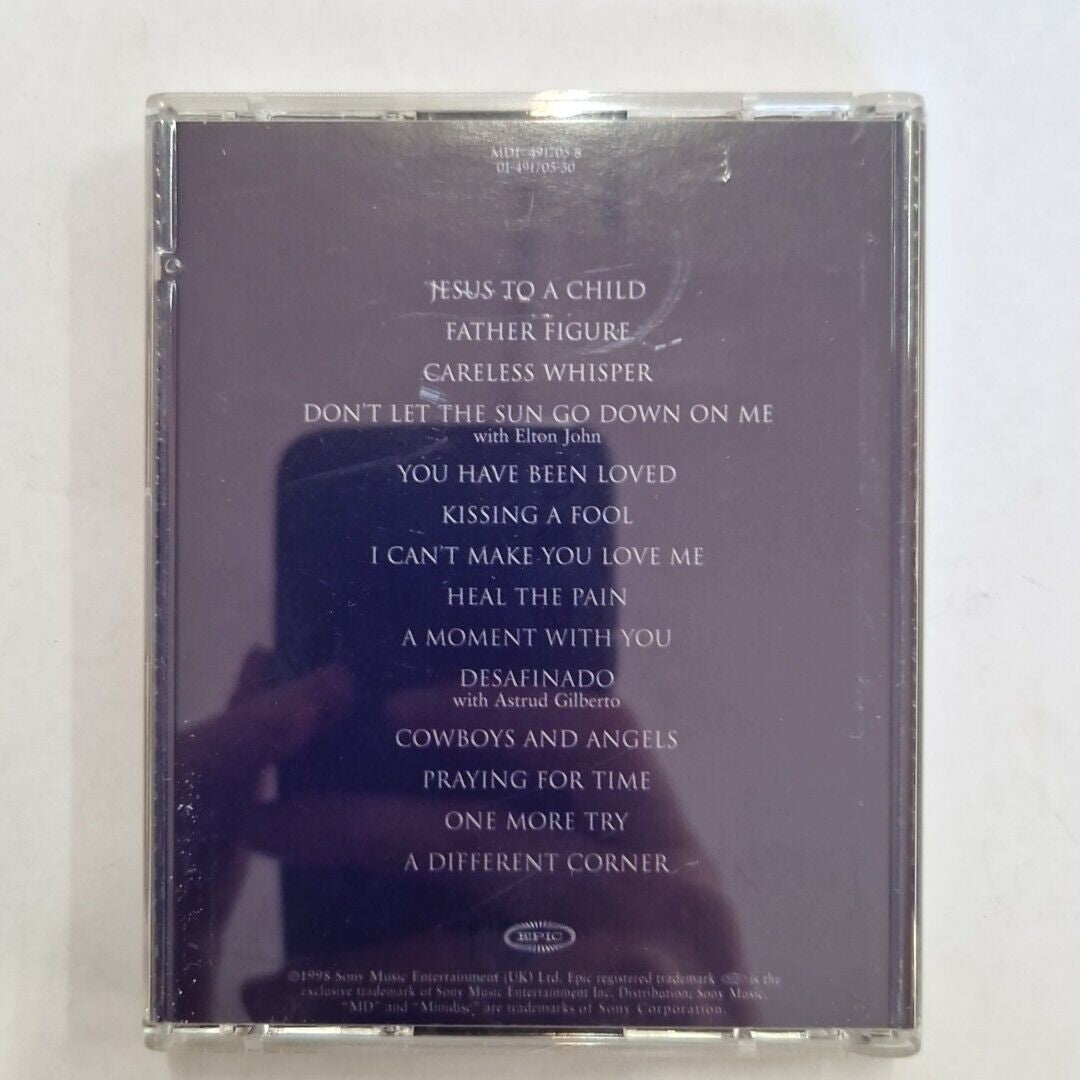 MD1 491705 8
01-491705-30
JESUS TO A CHILD
FATHER FIGURE
CARELESS WHISPER
DON'T LET THE SUN GO DOWN ON ME
with Elton John
YOU HAVE BEEN LOVED
KISSING A FOOL
I CAN'T MAKE YOU LOVE ME
HEAL THE PAIN
A MOMENT WITH YOU
DESAFINADO
with Astrud Gilberto
COWBOYS AND ANGELS
PRAYING FOR TIME
ONE MORE TRY
A DIFFERENT CORNER
EPIC
©1998 Sony Music Entertainment (UK) Ltd. Epic registered trademark is the
exclusive trademark of Sony Music Entertainment Inc. Distribution: Sony Music.
"MD" and "Minidisc" are trademarks of Sony Corporation.